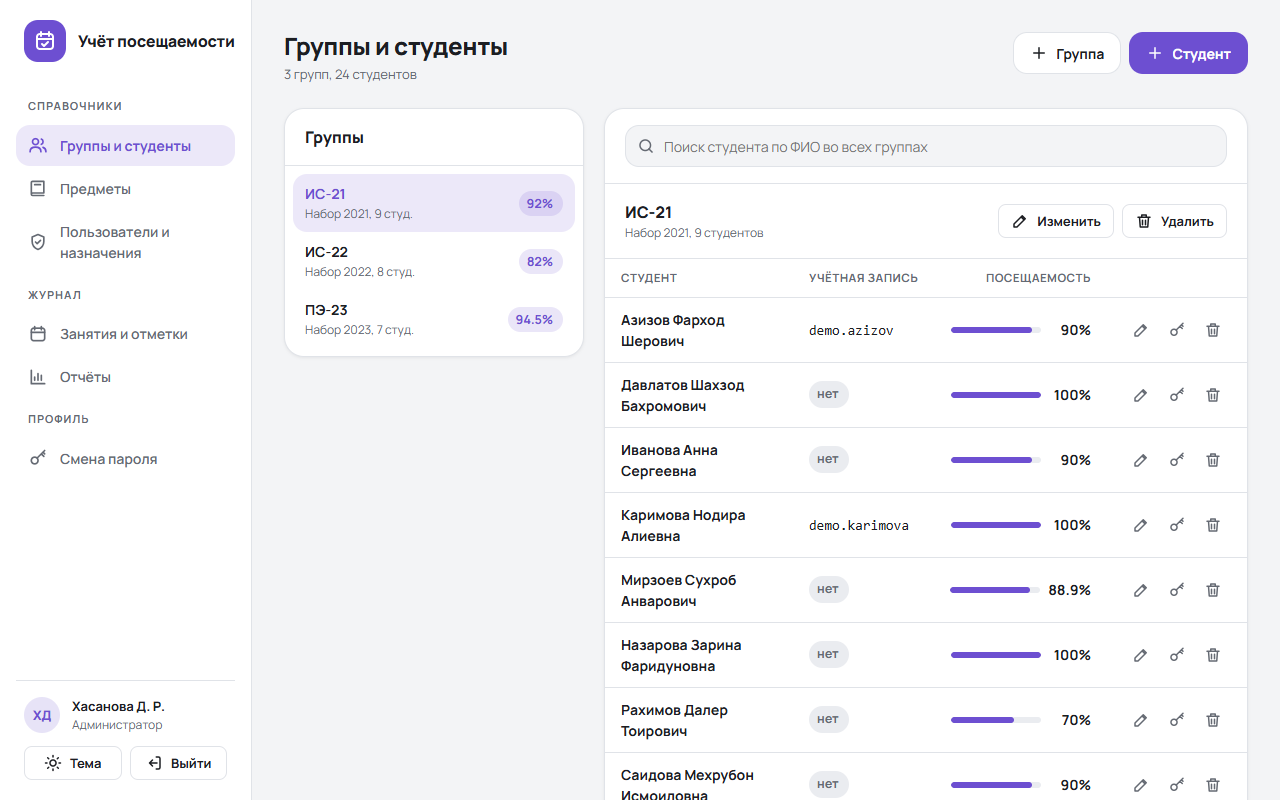 Учёт посещаемости
СПРАВОЧНИКИ
Группы и студенты
Предметы
Пользователи и
назначения
ЖУРНАЛ
Занятия и отметки
Отчёты
ПРОФИЛЬ
Смена пароля
ХД
Хасанова Д. Р.
Администратор
Тема
Выйти
Группы и студенты
3 групп, 24 студентов
Группа
Студент
Группы
ИС-21
Набор 2021, 9 студ.
92%
ИС-22
Набор 2022, 8 студ.
82%
ПЭ-23
Набор 2023, 7 студ.
94.5%
Поиск студента по ФИО во всех группах
ИС-21
Набор 2021, 9 студентов
Изменить
Удалить
СТУДЕНТ УЧЁТНАЯ ЗАПИСЬ ПОСЕЩАЕМОСТЬ
Азизов Фарход
Шерович
demo.azizov
90%
Давлатов Шахзод
Бахромович
нет
100%
Иванова Анна
Сергеевна
нет
90%
Каримова Нодира
Алиевна
demo.karimova
100%
Мирзоев Сухроб
Анварович
нет
88.9%
Назарова Зарина
Фаридуновна
нет
100%
Рахимов Далер
Тоирович
нет
70%
Саидова Мехрубон
Исмоиловна
нет
90%